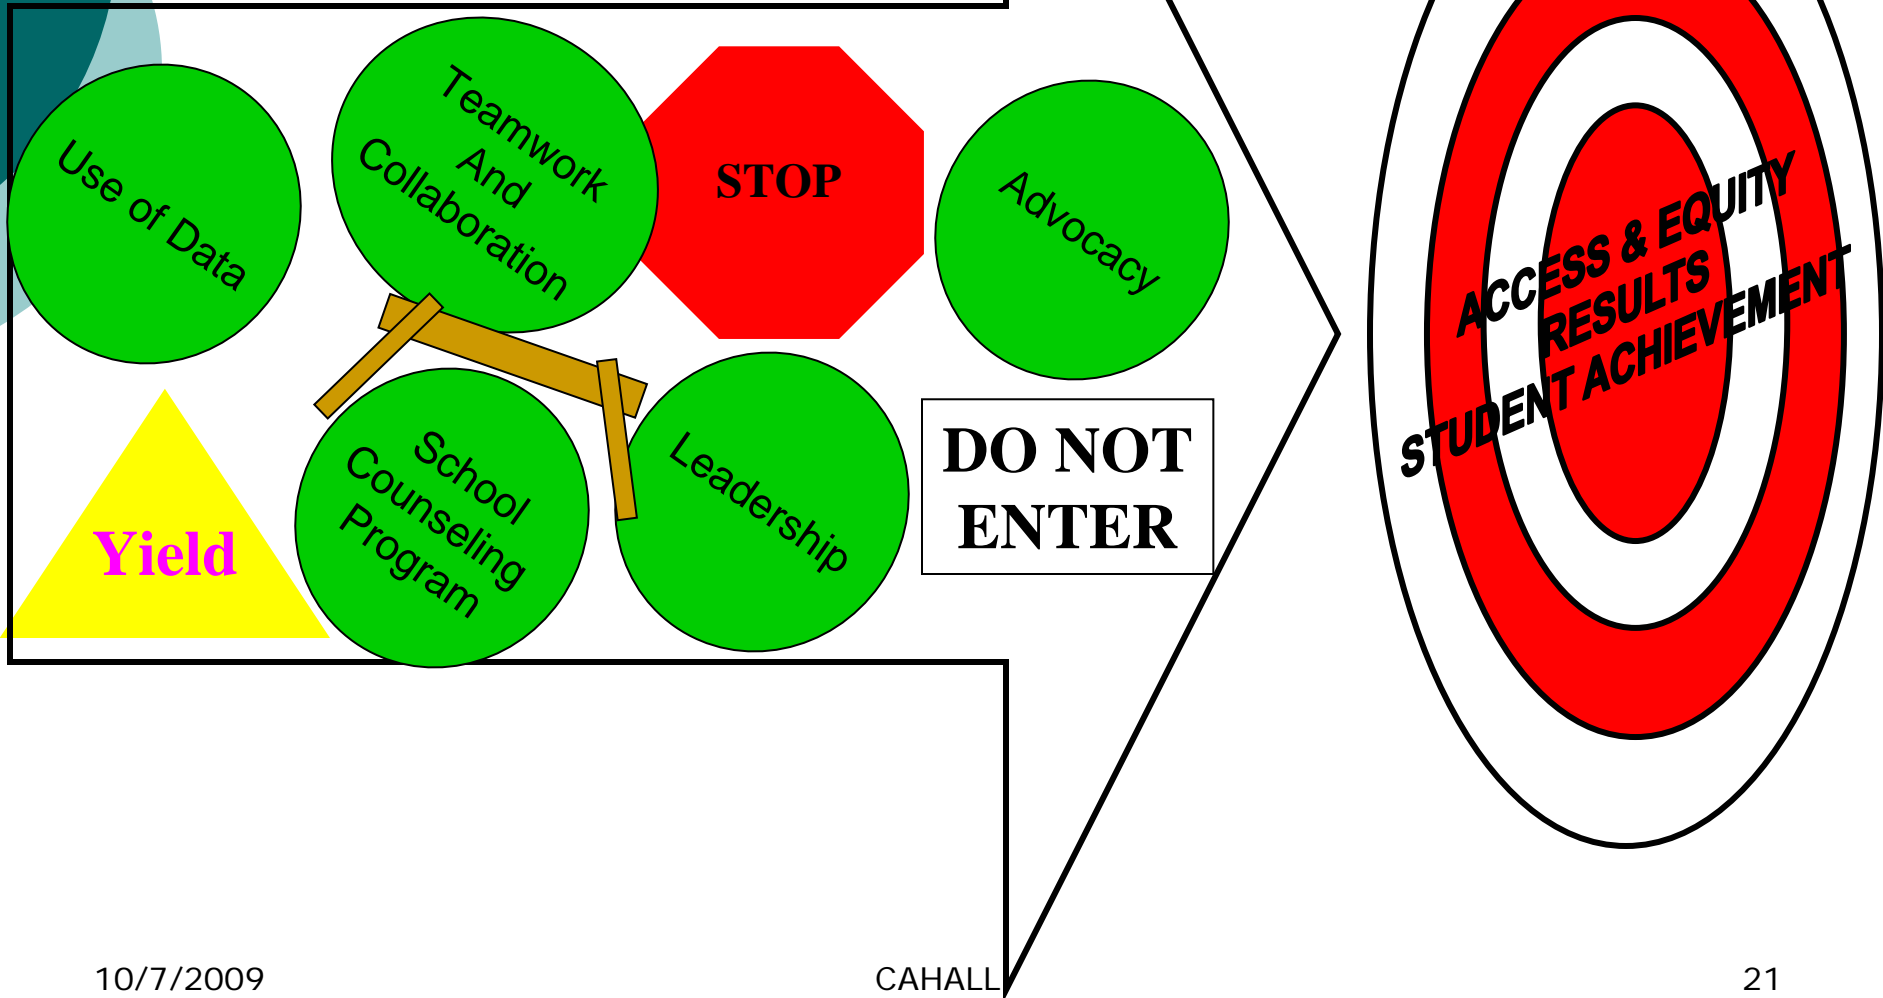 Use of Data
Teamwork
And
Collaboration
STOP
Advocacy
Yield
School
Counseling
Program
Leadership
DO NOT
ENTER
ACCESS & EQUITY
RESULTS
STUDENT ACHIEVEMENT
10/7/2009
CAHALL
21